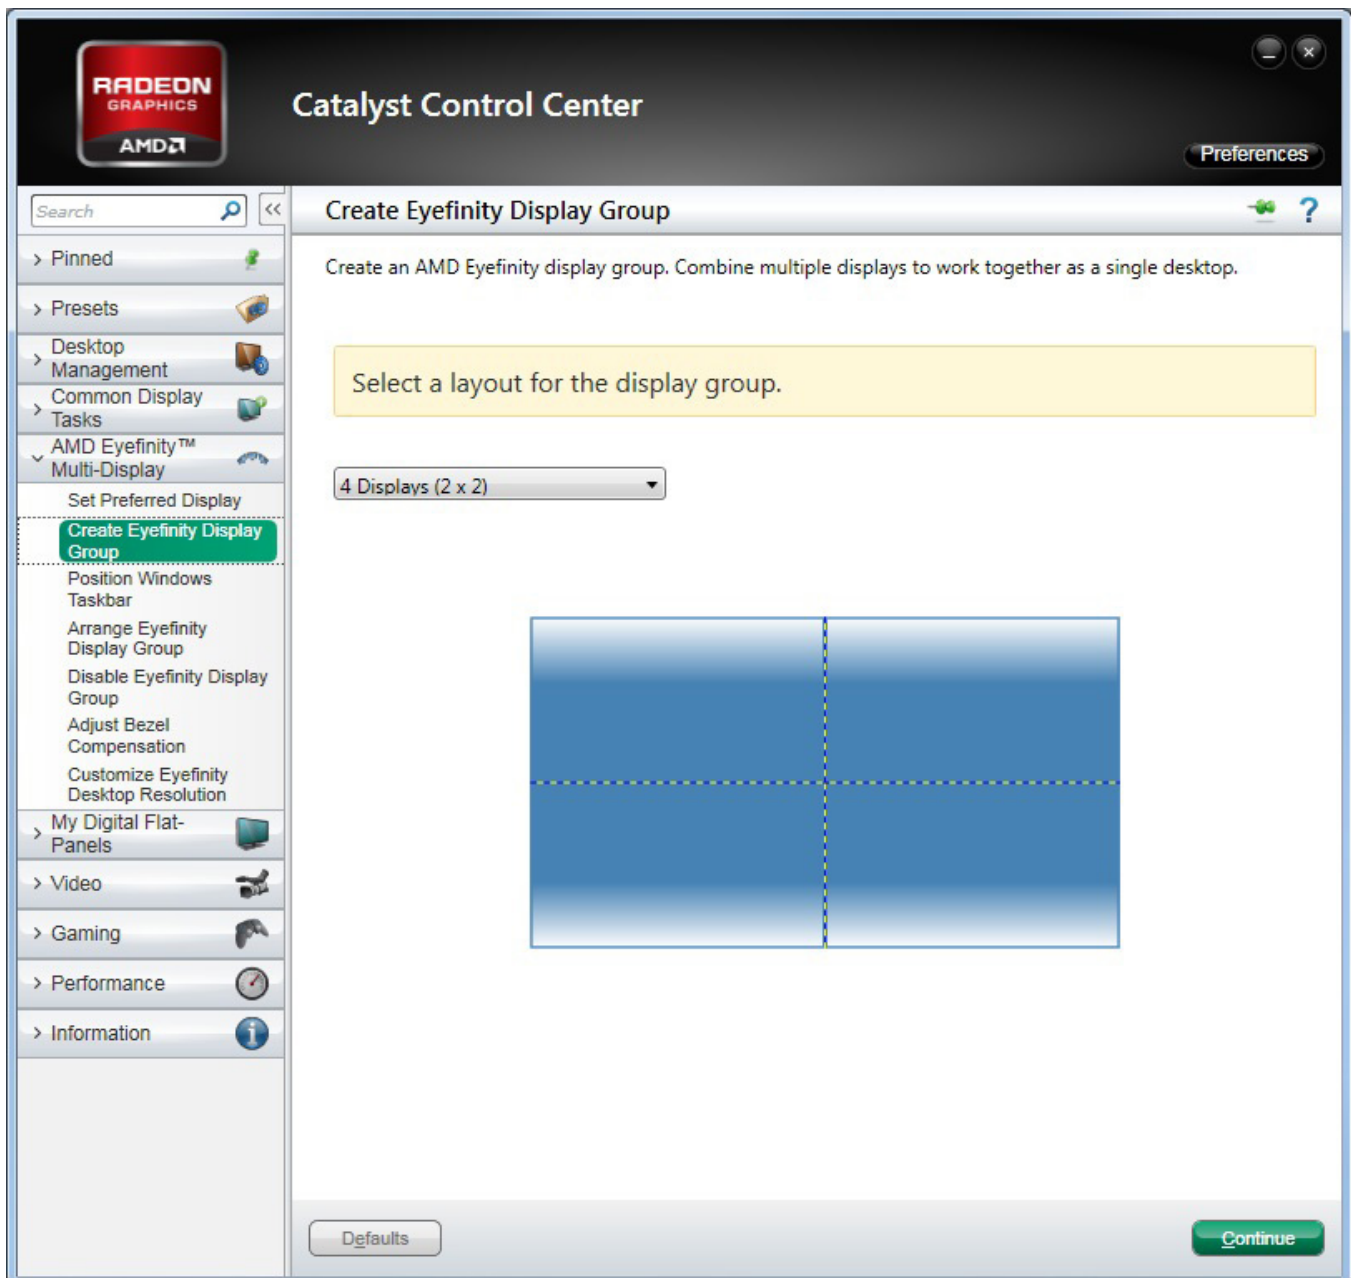 RADEON
GRAPHICS
AMD
Catalyst Control Center
Preferences
Search
<<
Create Eyefinity Display Group
?
Pinned
Create an AMD Eyefinity display group. Combine multiple displays to work together as a single desktop.
Presets
Desktop
Management
Select a layout for the display group.
Common Display
Tasks
AMD Eyefinity™
Multi-Display
4 Displays (2 x 2)
Set Preferred Display
Create Eyefinity Display
Group
Position Windows
Taskbar
Arrange Eyefinity
Display Group
Disable Eyefinity Display
Group
Adjust Bezel
Compensation
Customize Eyefinity
Desktop Resolution
My Digital Flat-
Panels
Video
Gaming
Performance
Information
Defaults
Continue